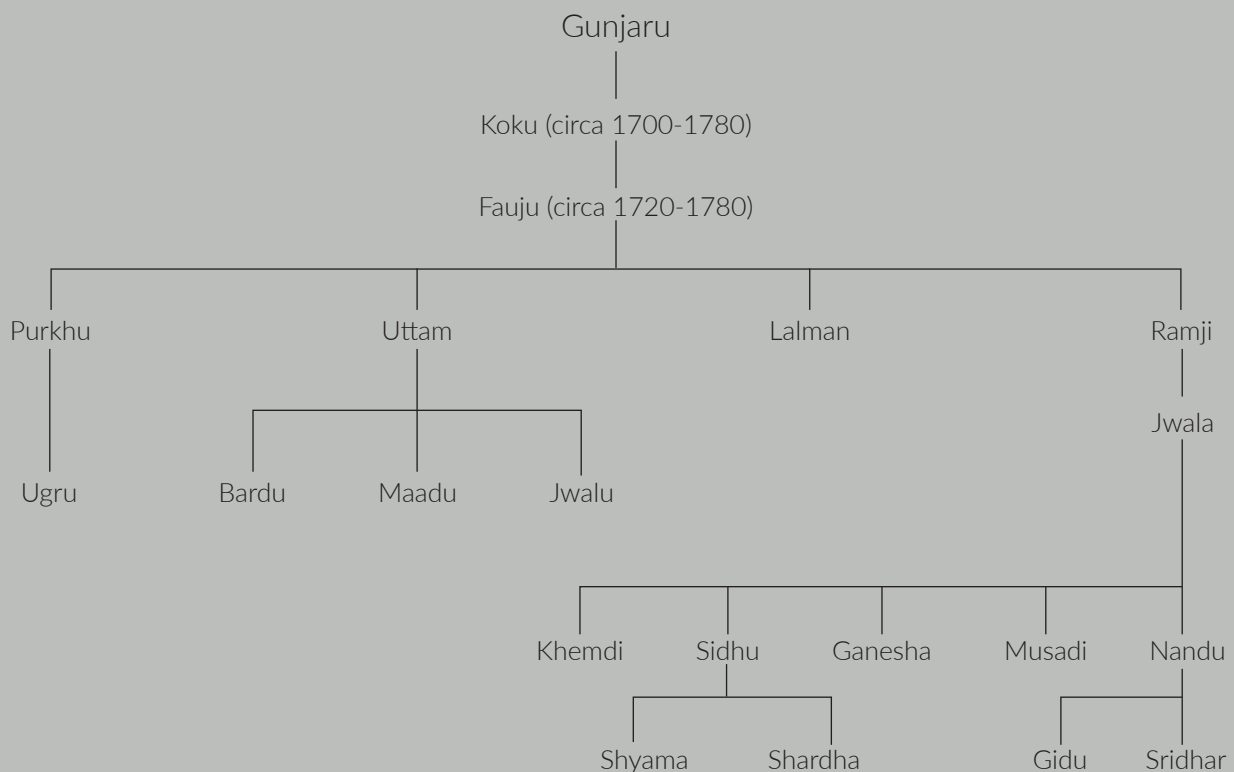 Gunjaru
Koku (circa 1700-1780)
Fauju (circa 1720-1780)
Purkhu Uttam Lalman Ramji
Jwala
Ugru Bardu Maadu Jwalu
Khemdi Sidhu Ganesha Musadi Nandu
Shyama Shardha Gidu Sridhar